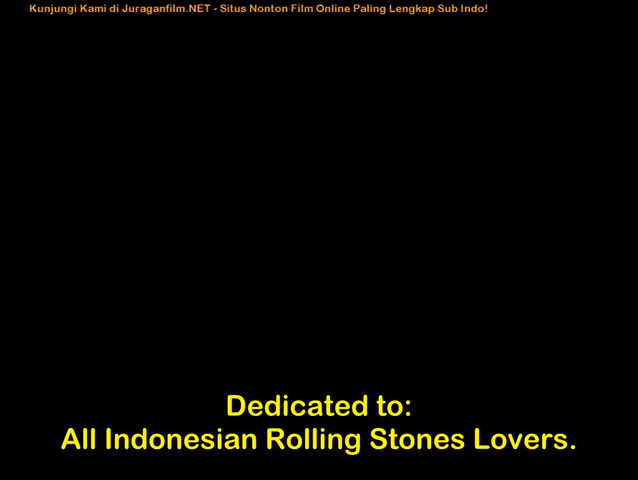 Kunjungi Kami di Juraganfilm.NET - Situs Nonton Film Online Paling Lengkap Sub Indo!
Dedicated to:
All Indonesian Rolling Stones Lovers.